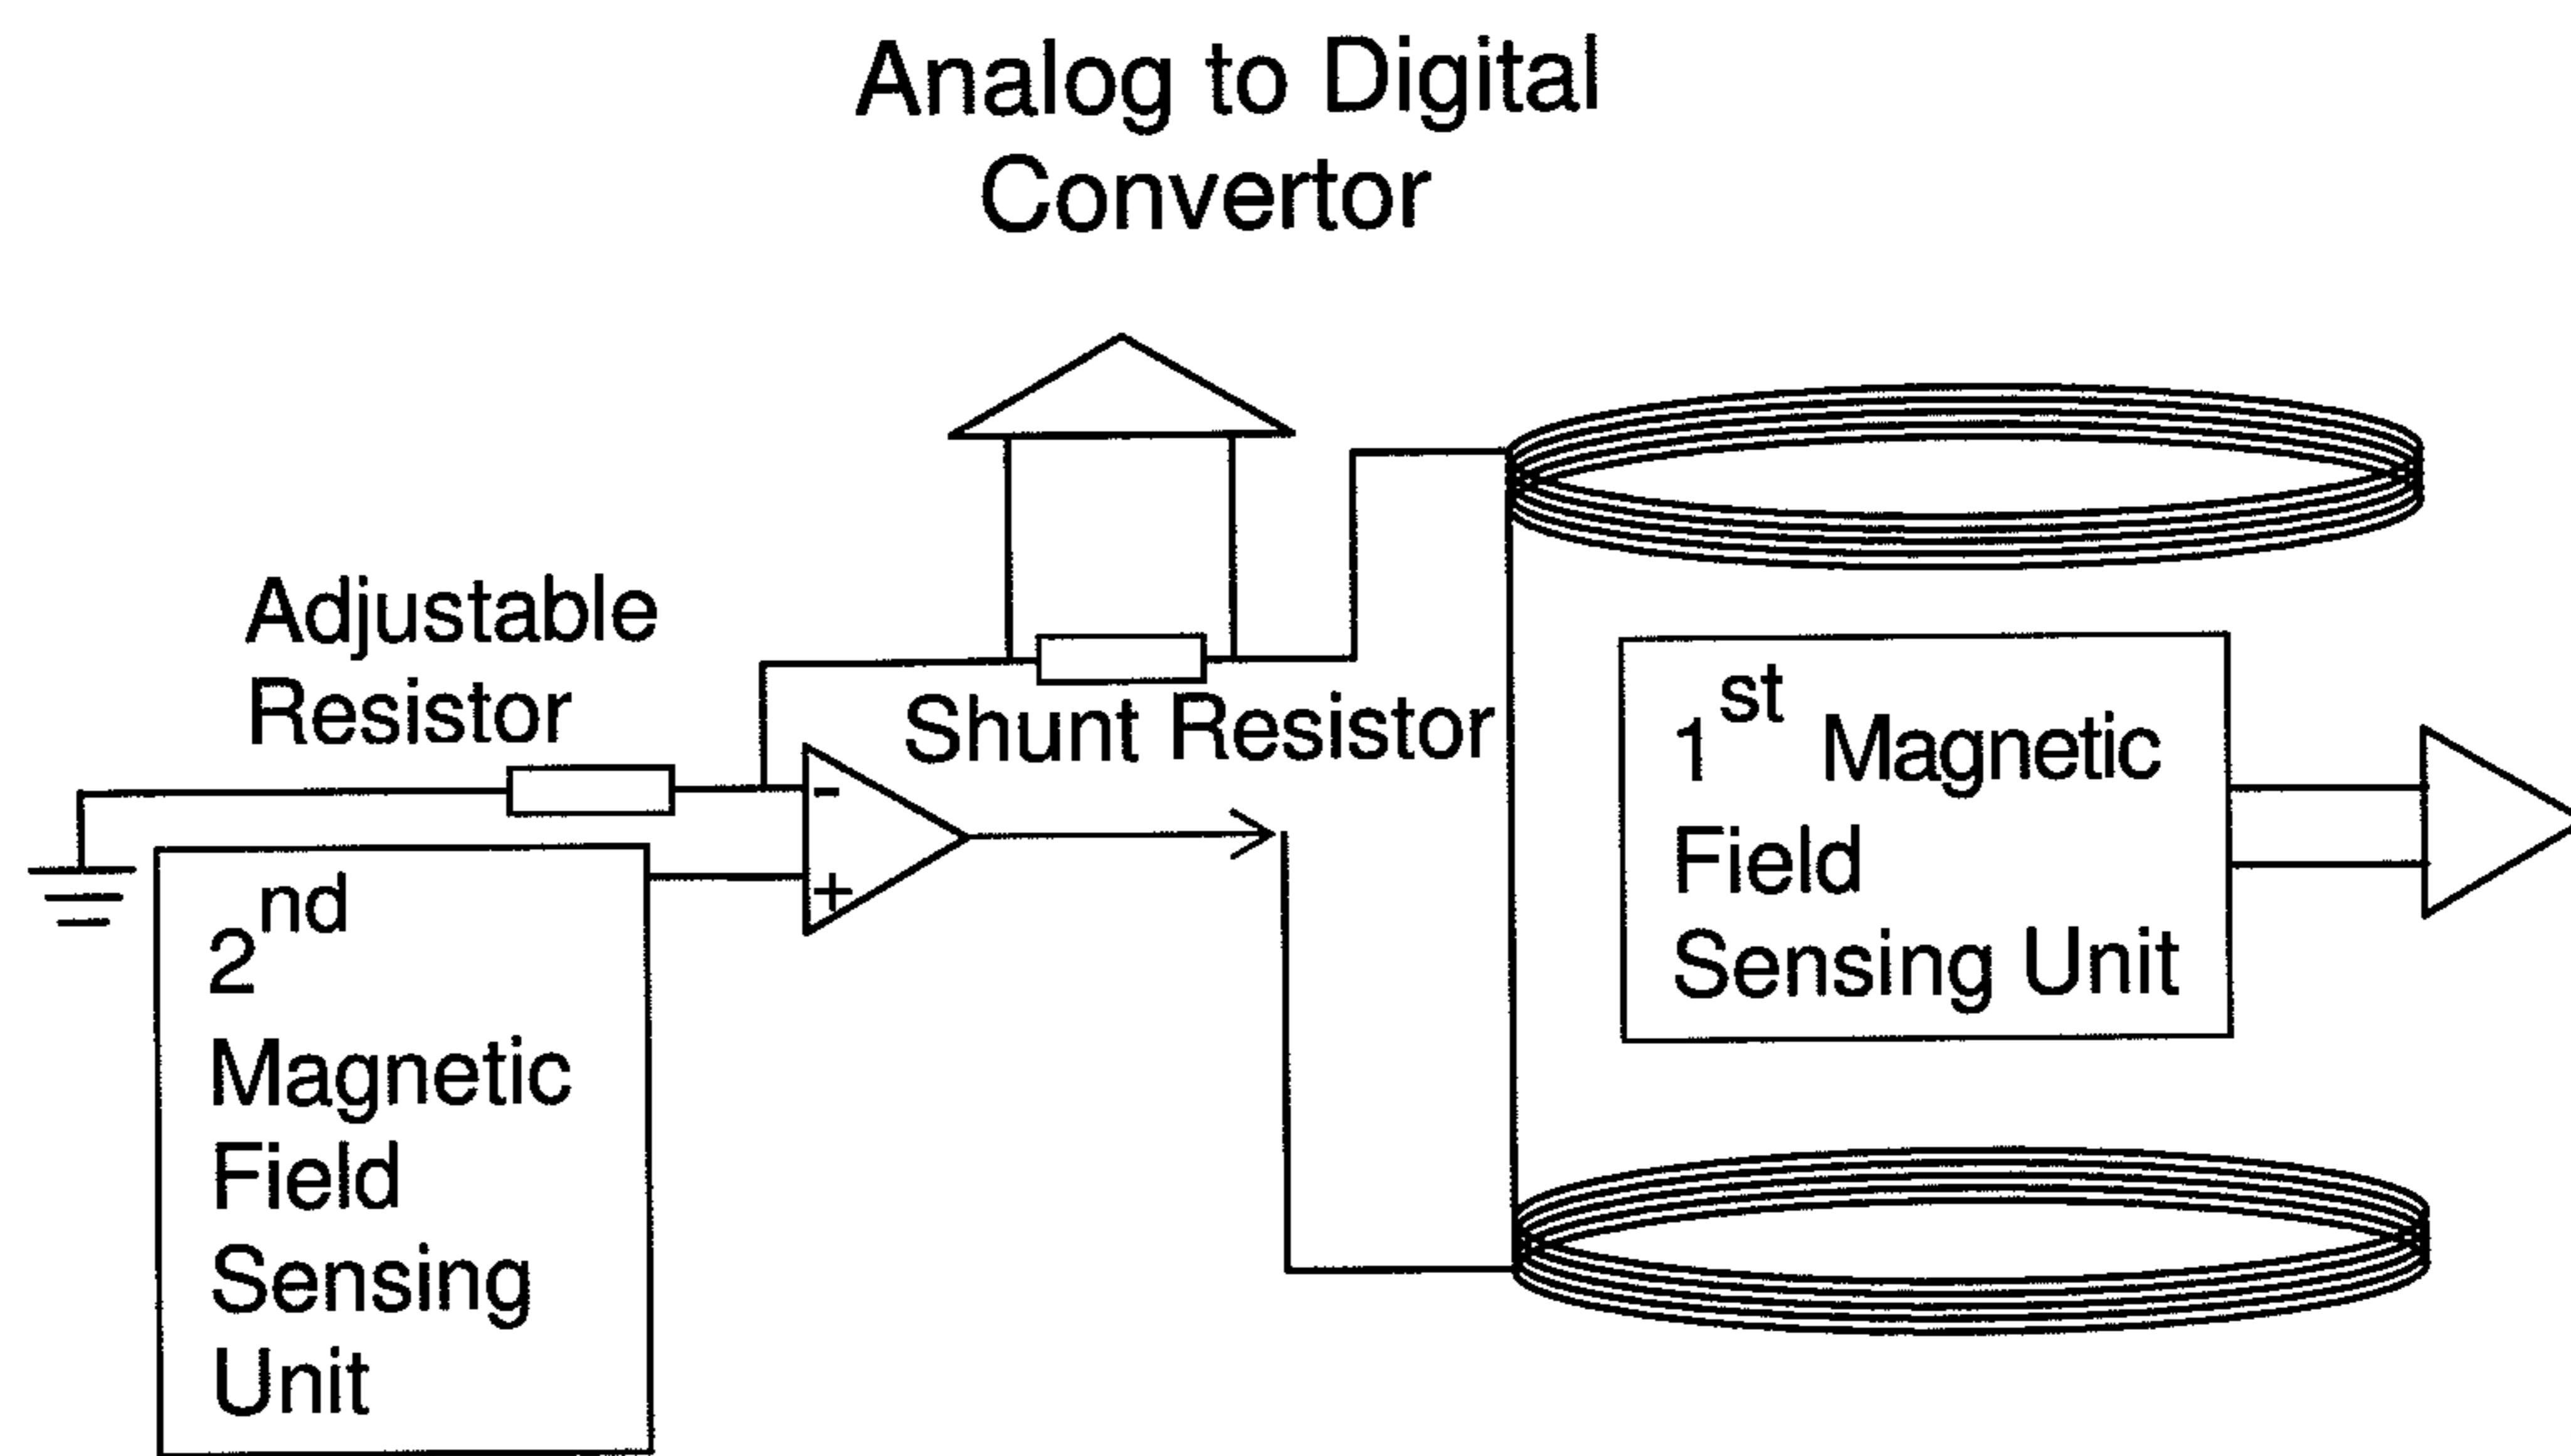 Analog to Digital
Convertor
Adjustable
Resistor
Shunt Resistor
-
+
1st Magnetic
Field
Sensing Unit
2nd
Magnetic
Field
Sensing
Unit